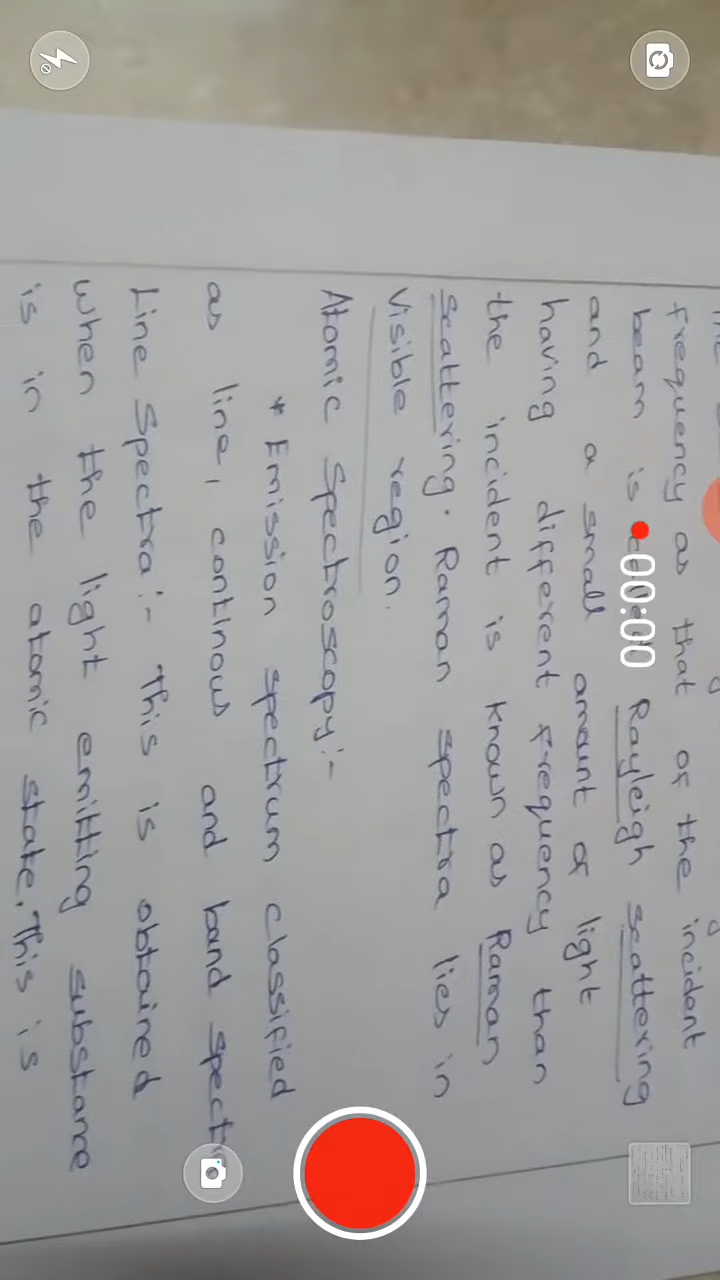 frequency as that of the incident
beam is Rayleigh scattering
and a small amount of light
having different frequency than
the incident is known as Raman
scattering. Raman spectra lies in
visible region.
Atomic Spectroscopy:-
* Emission spectrum classified
as line, continous and band
Line Spectra:- This is obtained
when the light emitting substance
is in the atomic state. This is
00:00